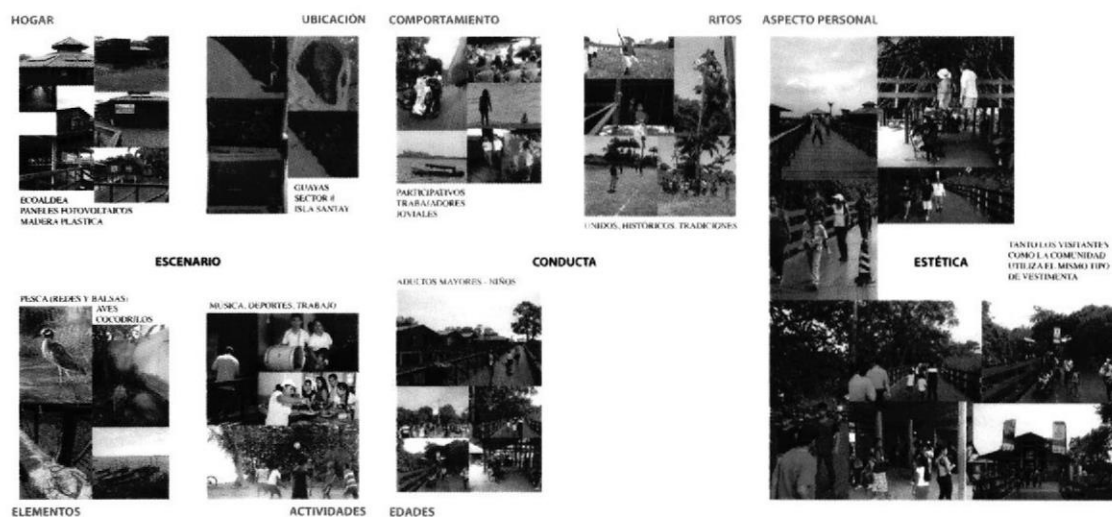 HOGAR
UBICACIÓN
COMPORTAMIENTO
RITOS
ASPECTO PERSONAL
ECOALDEA
PANELES FOTOVOLTAICOS
MADERA PLASTICA
GUAYAS
SECTOR
ISLA SANTAY
PARTICIPATIVOS
TRABAJADORES
JOVIALES
UNIDOS, HISTÓRICOS, TRADICIONES
ESCENARIO
CONDUCTA
ESTÉTICA
TANTO LOS VISITANTES
COMO LA COMUNIDAD
UTILIZA EL MISMO TIPO
DE VESTIMENTA
PESCA (REDES Y BALSAS)
AVES
COCODRILOS
MÚSICA, DEPORTES, TRABAJO
ADULTOS MAYORES - NIÑOS
ELEMENTOS
ACTIVIDADES
EDADES